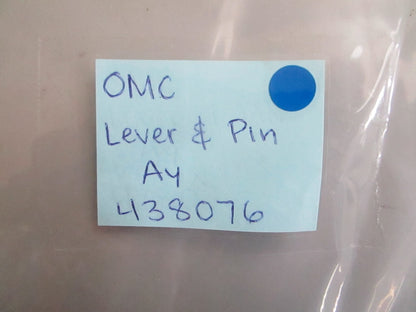 OMC
Lever & Pin
Ay
438076